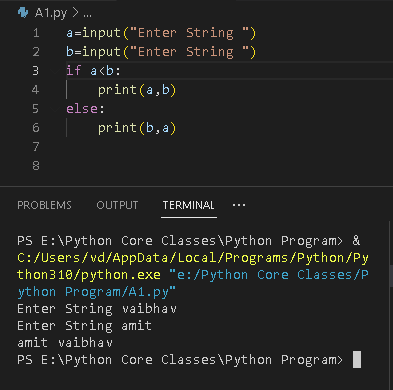 A1.py > ...
1 a=input("Enter String ")
2 b=input("Enter String ")
3 if a<b:
4     print(a,b)
5 else:
6     print(b,a)
7
8
PROBLEMS OUTPUT TERMINAL ...
PS E:\Python Core Classes\Python Program> &
C:/Users/vd/AppData/Local/Programs/Python/Py
thon310/python.exe "e:/Python Core Classes/P
ython Program/A1.py"
Enter String vaibhav
Enter String amit
amit vaibhav
PS E:\Python Core Classes\Python Program>